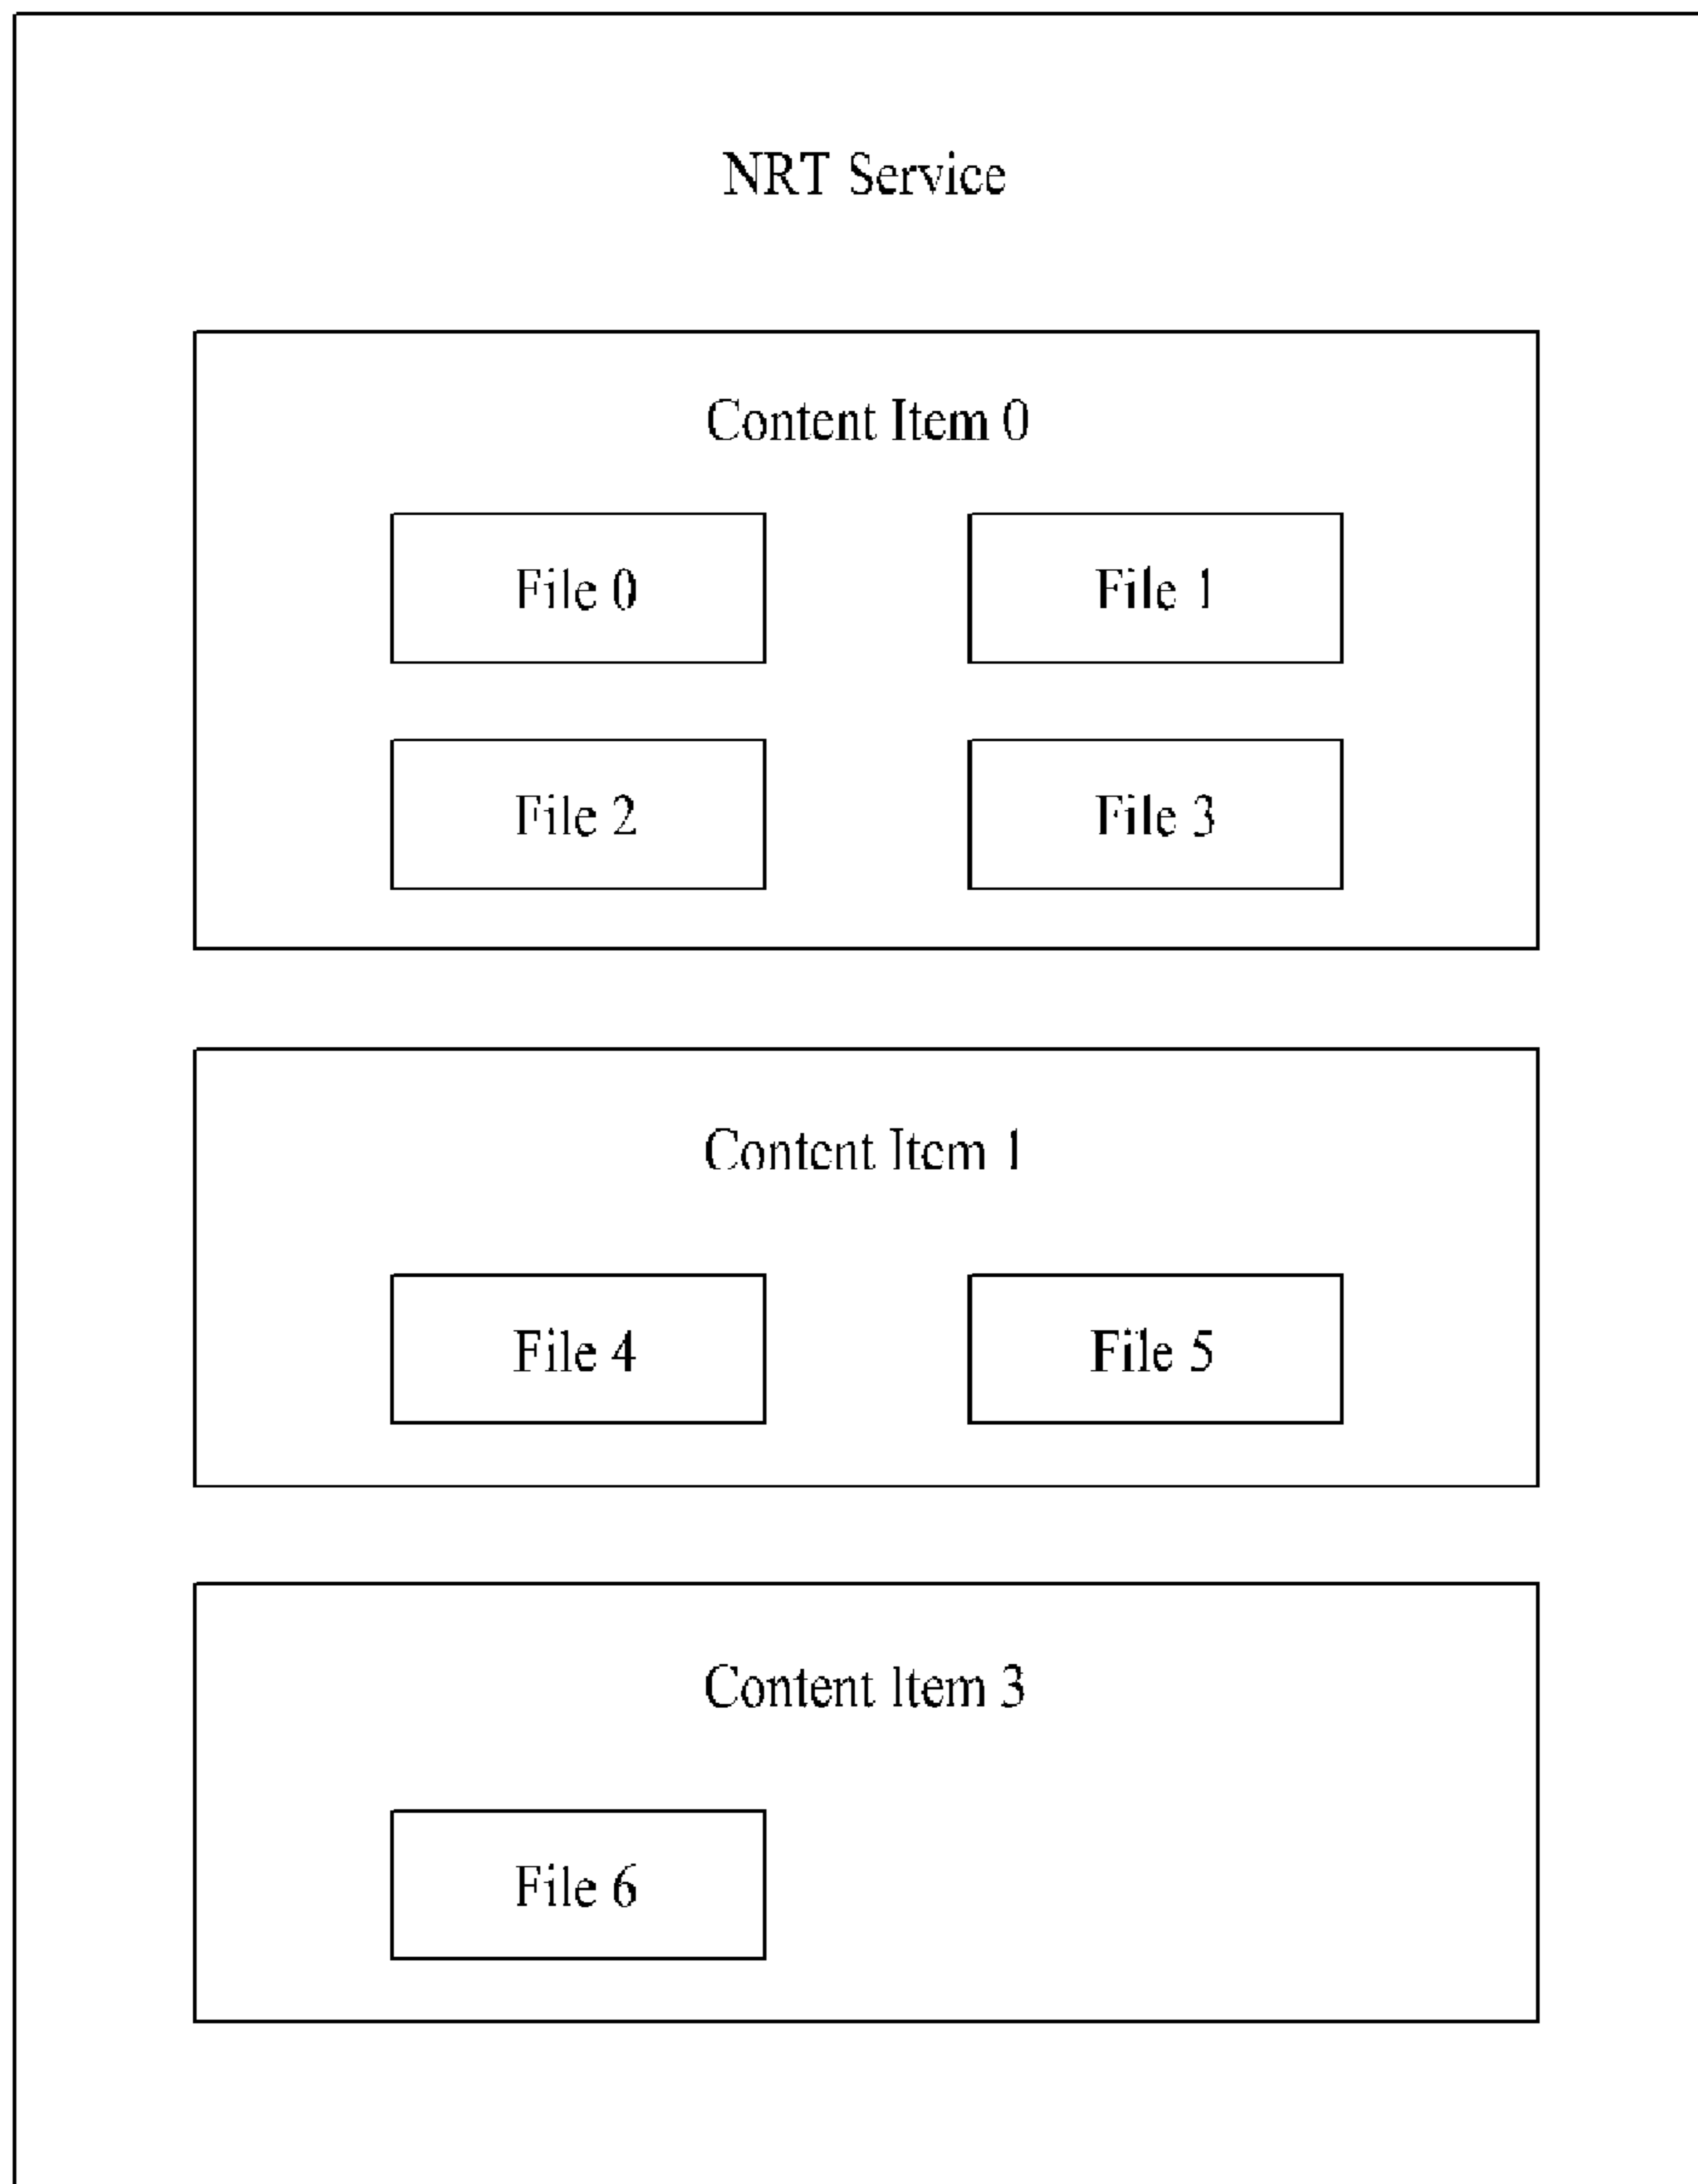 NRT Service
Content Item 0
File 0
File 1
File 2
File 3
Content Item 1
File 4
File 5
Content Item 3
File 6